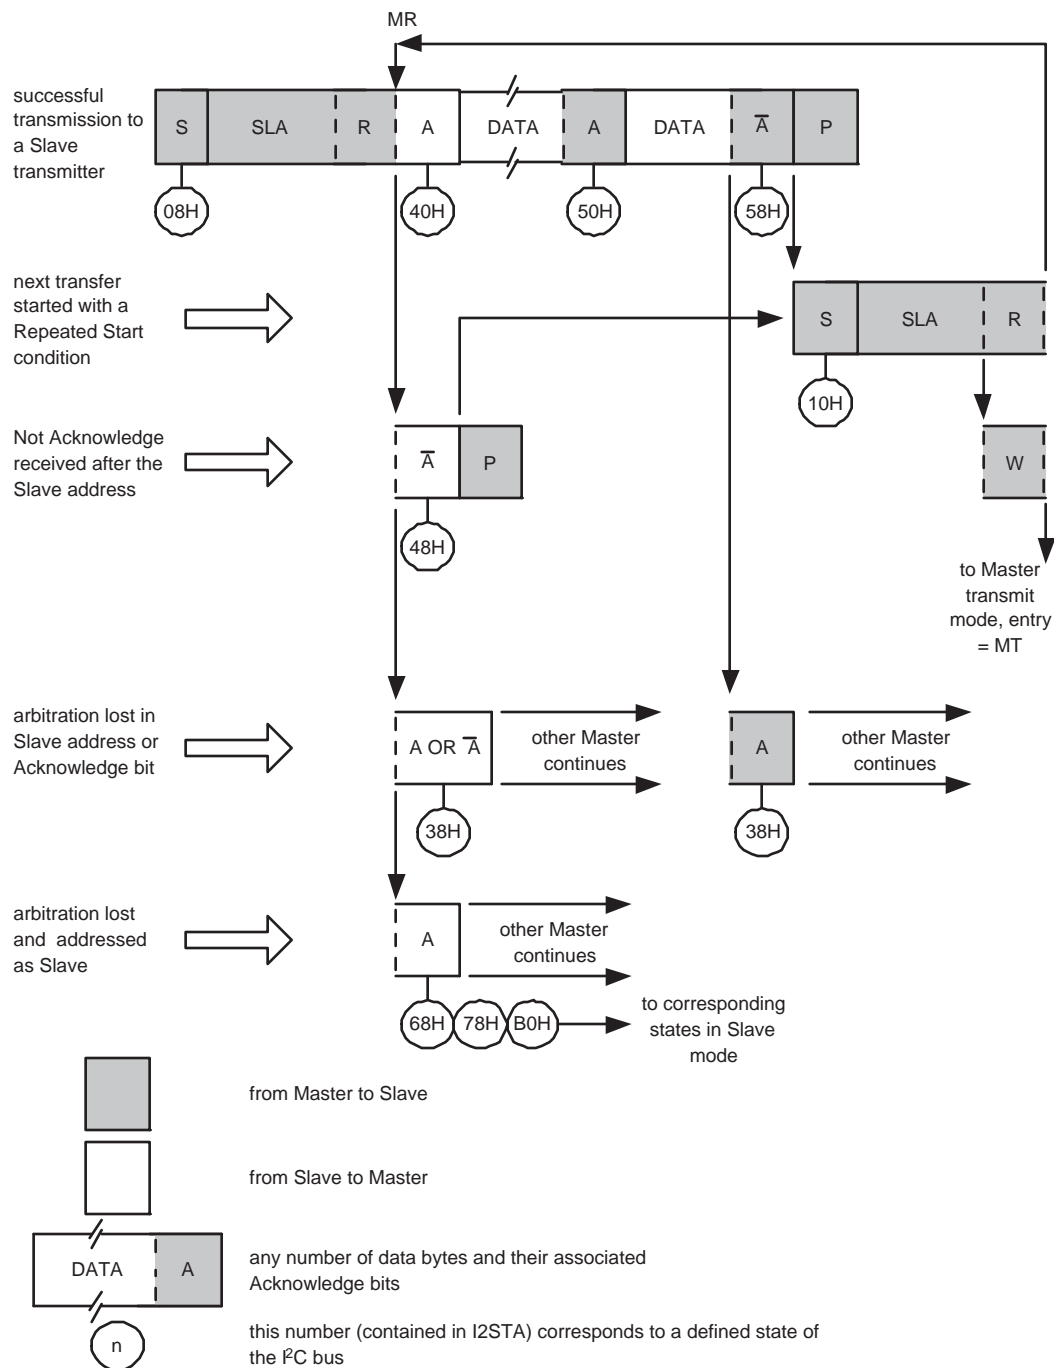 MR
successful
transmission to
a Slave
transmitter
S SLA R A DATA A DATA A̅ P
08H 40H 50H 58H
next transfer
started with a
Repeated Start
condition
S SLA R
10H
Not Acknowledge
received after the
Slave address
A̅ P W
48H
to Master
transmit
mode, entry
= MT
arbitration lost in
Slave address or
Acknowledge bit
A OR A̅
other Master
continues
A
other Master
continues
38H 38H
arbitration lost
and addressed
as Slave
A
other Master
continues
68H 78H B0H
to corresponding
states in Slave
mode
from Master to Slave
from Slave to Master
DATA A
any number of data bytes and their associated
Acknowledge bits
n
this number (contained in I2STA) corresponds to a defined state of
the I²C bus